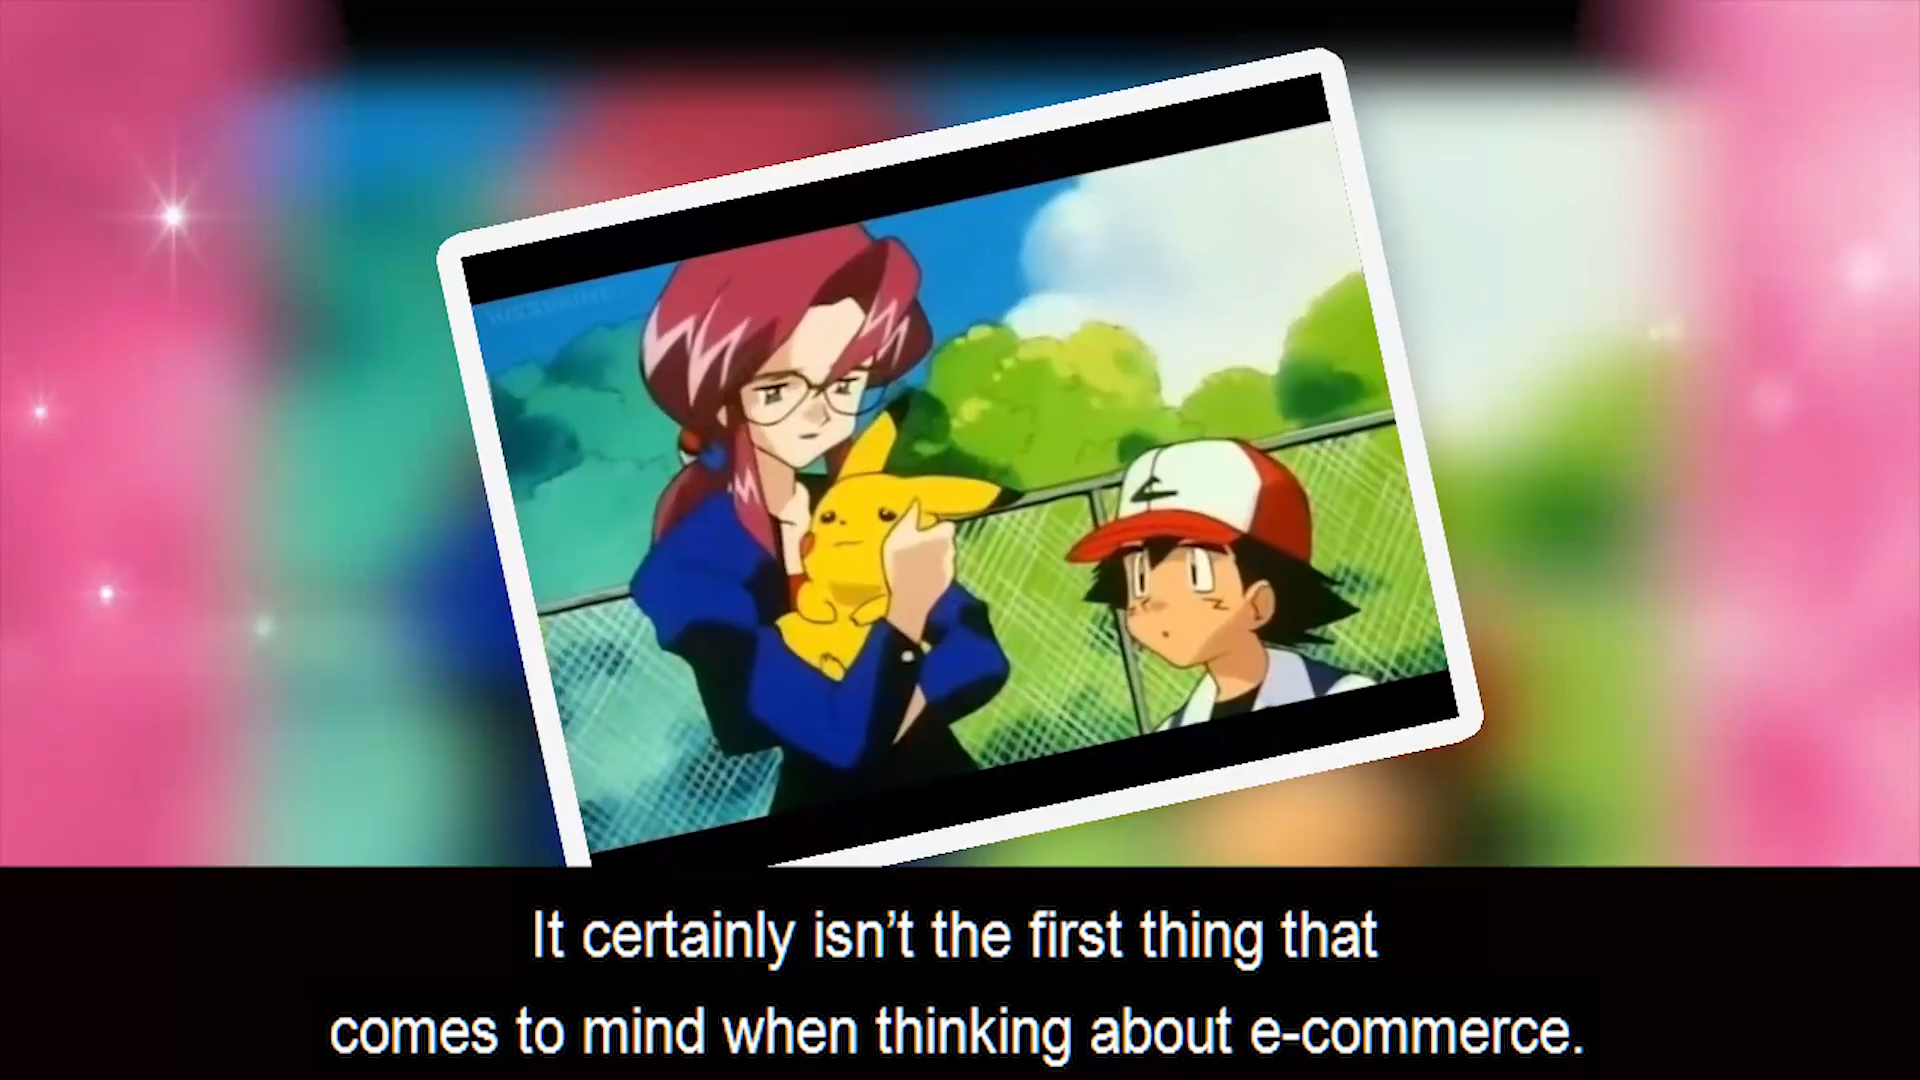 It certainly isn’t the first thing that
comes to mind when thinking about e-commerce.